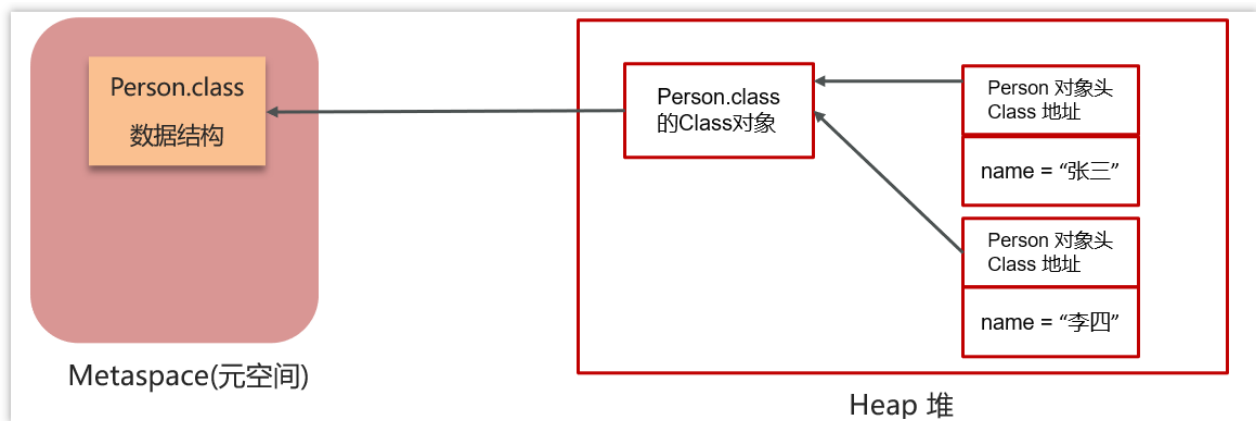 Person.class
数据结构
Metaspace(元空间)
Person.class
的Class对象
Person 对象头
Class 地址
name = “张三”
Person 对象头
Class 地址
name = “李四”
Heap 堆